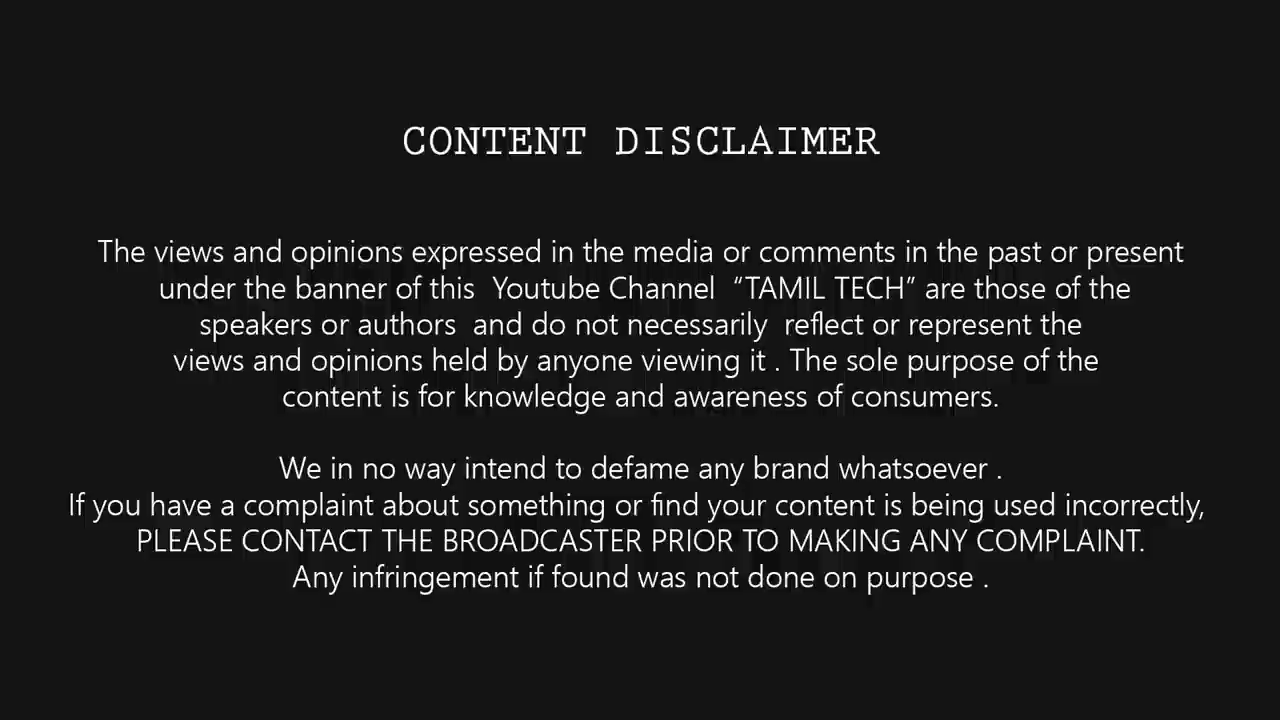 CONTENT DISCLAIMER
The views and opinions expressed in the media or comments in the past or present
under the banner of this Youtube Channel “TAMIL TECH” are those of the
speakers or authors and do not necessarily reflect or represent the
views and opinions held by anyone viewing it . The sole purpose of the
content is for knowledge and awareness of consumers.
We in no way intend to defame any brand whatsoever .
If you have a complaint about something or find your content is being used incorrectly,
PLEASE CONTACT THE BROADCASTER PRIOR TO MAKING ANY COMPLAINT.
Any infringement if found was not done on purpose .